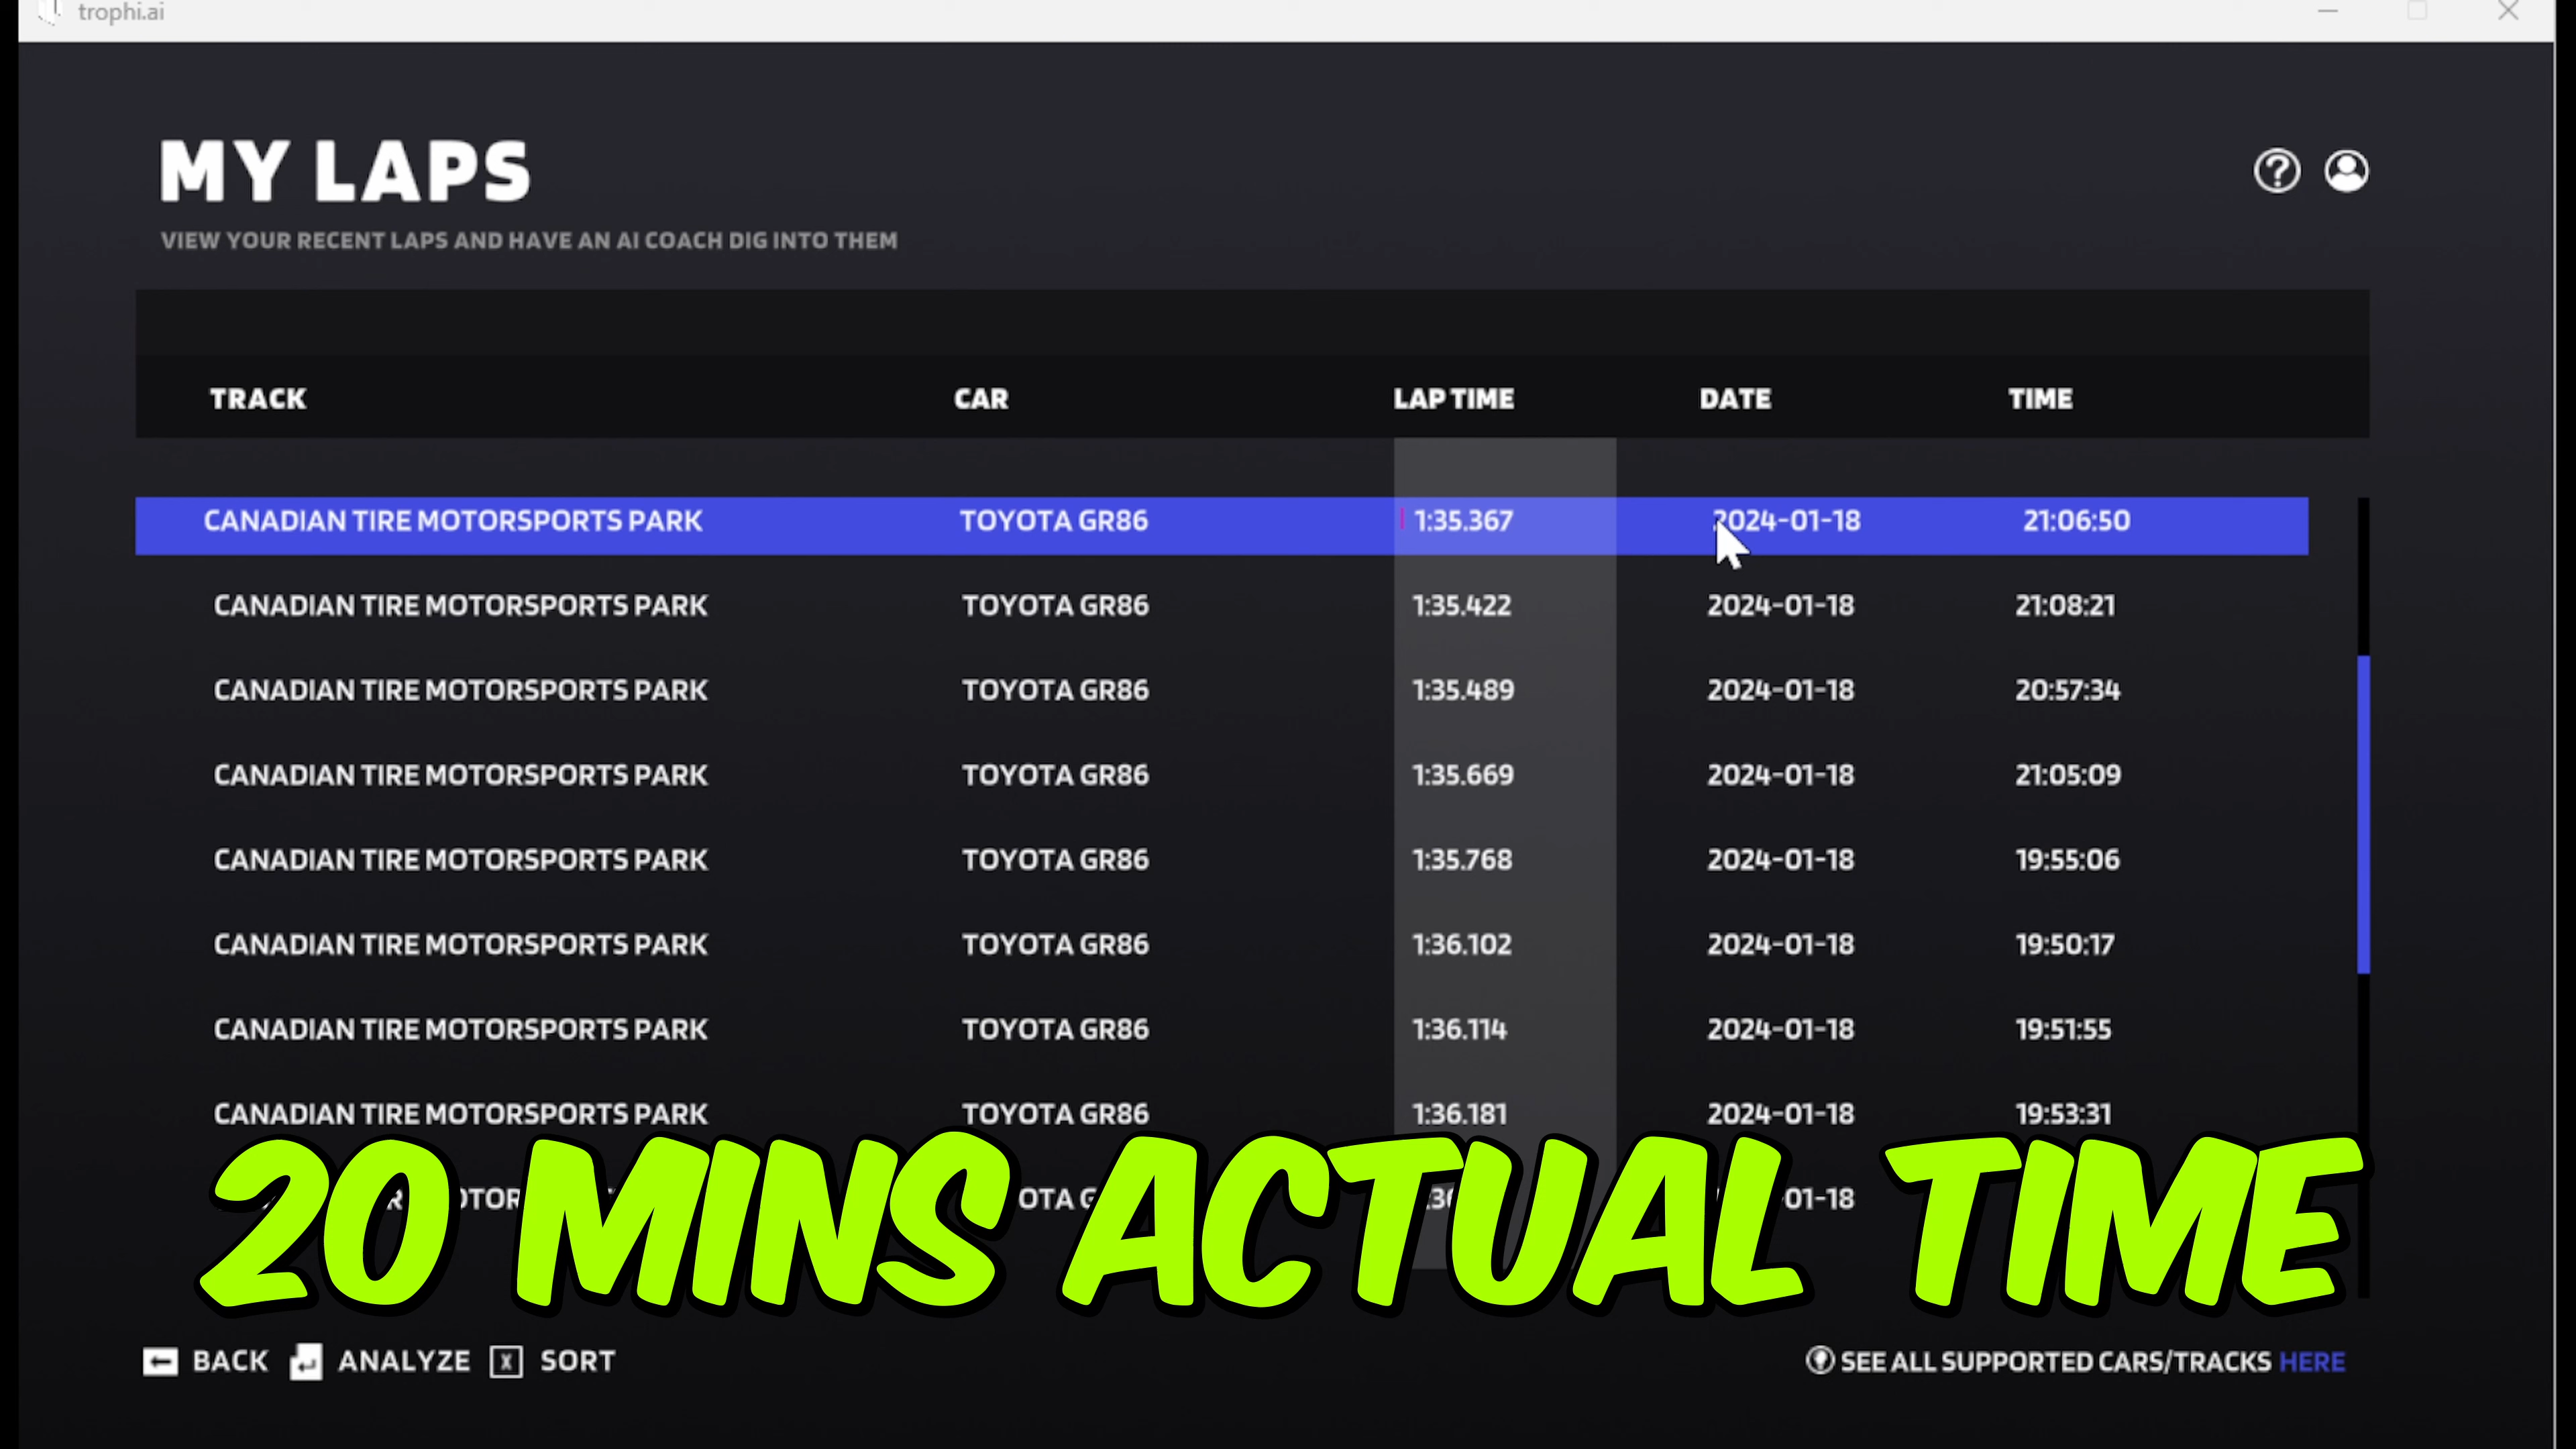 trophi.ai
MY LAPS
VIEW YOUR RECENT LAPS AND HAVE AN AI COACH DIG INTO THEM
TRACK CAR LAP TIME DATE TIME
CANADIAN TIRE MOTORSPORTS PARK TOYOTA GR86 1:35.367 2024-01-18 21:06:50
CANADIAN TIRE MOTORSPORTS PARK TOYOTA GR86 1:35.422 2024-01-18 21:08:21
CANADIAN TIRE MOTORSPORTS PARK TOYOTA GR86 1:35.489 2024-01-18 20:57:34
CANADIAN TIRE MOTORSPORTS PARK TOYOTA GR86 1:35.669 2024-01-18 21:05:09
CANADIAN TIRE MOTORSPORTS PARK TOYOTA GR86 1:35.768 2024-01-18 19:55:06
CANADIAN TIRE MOTORSPORTS PARK TOYOTA GR86 1:36.102 2024-01-18 19:50:17
CANADIAN TIRE MOTORSPORTS PARK TOYOTA GR86 1:36.114 2024-01-18 19:51:55
CANADIAN TIRE MOTORSPORTS PARK TOYOTA GR86 1:36.181 2024-01-18 19:53:31
20 MINS ACTUAL TIME
BACK ANALYZE X SORT SEE ALL SUPPORTED CARS/TRACKS HERE